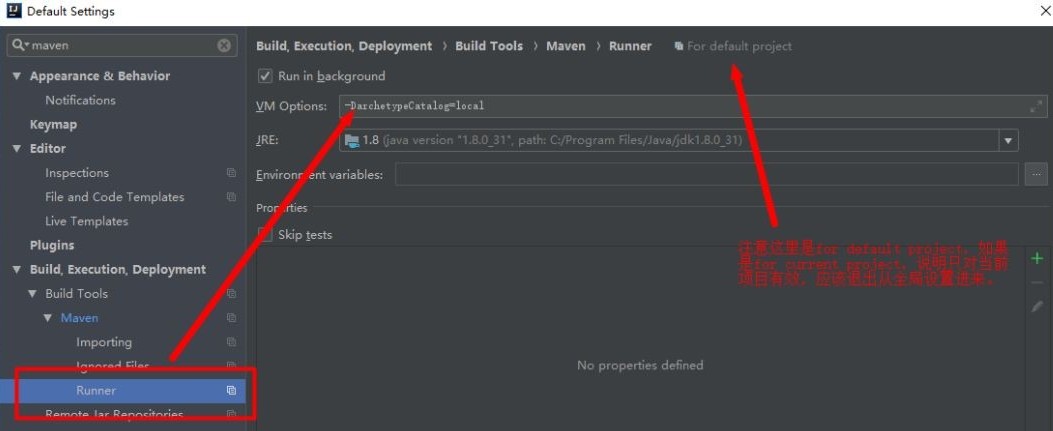 Default Settings
maven
Appearance & Behavior
Notifications
Keymap
Editor
Inspections
File and Code Templates
Live Templates
Plugins
Build, Execution, Deployment
Build Tools
Maven
Importing
Ignored Files
Runner
Remote Jar Repositories
Build, Execution, Deployment › Build Tools › Maven › Runner For default project
Run in background
VM Options: -DarchetypeCatalog=local
JRE: 1.8 (java version "1.8.0_31", path: C:/Program Files/Java/jdk1.8.0_31)
Environment variables:
Properties
Skip tests
注意这里是for default project，如果
是for current project，说明只对当前
项目有效，应该退出从全局设置进来。
No properties defined